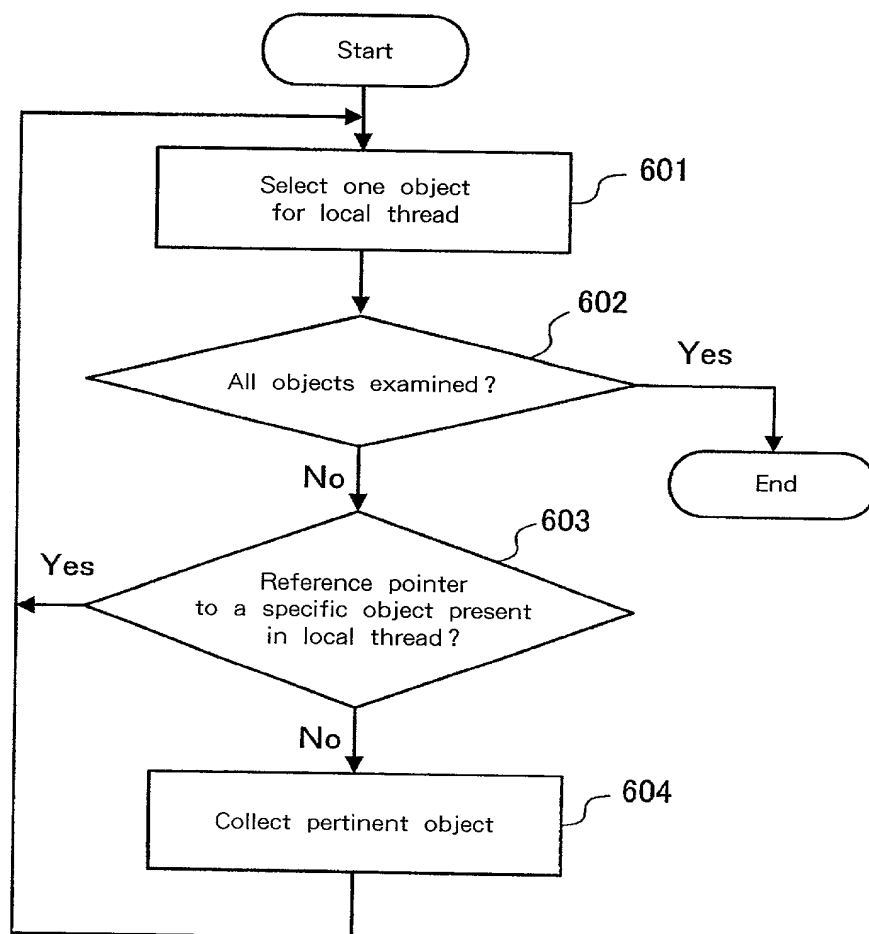 Start
Select one object
for local thread
601
All objects examined?
602
Yes
End
No
Reference pointer
to a specific object present
in local thread?
603
Yes
No
Collect pertinent object
604